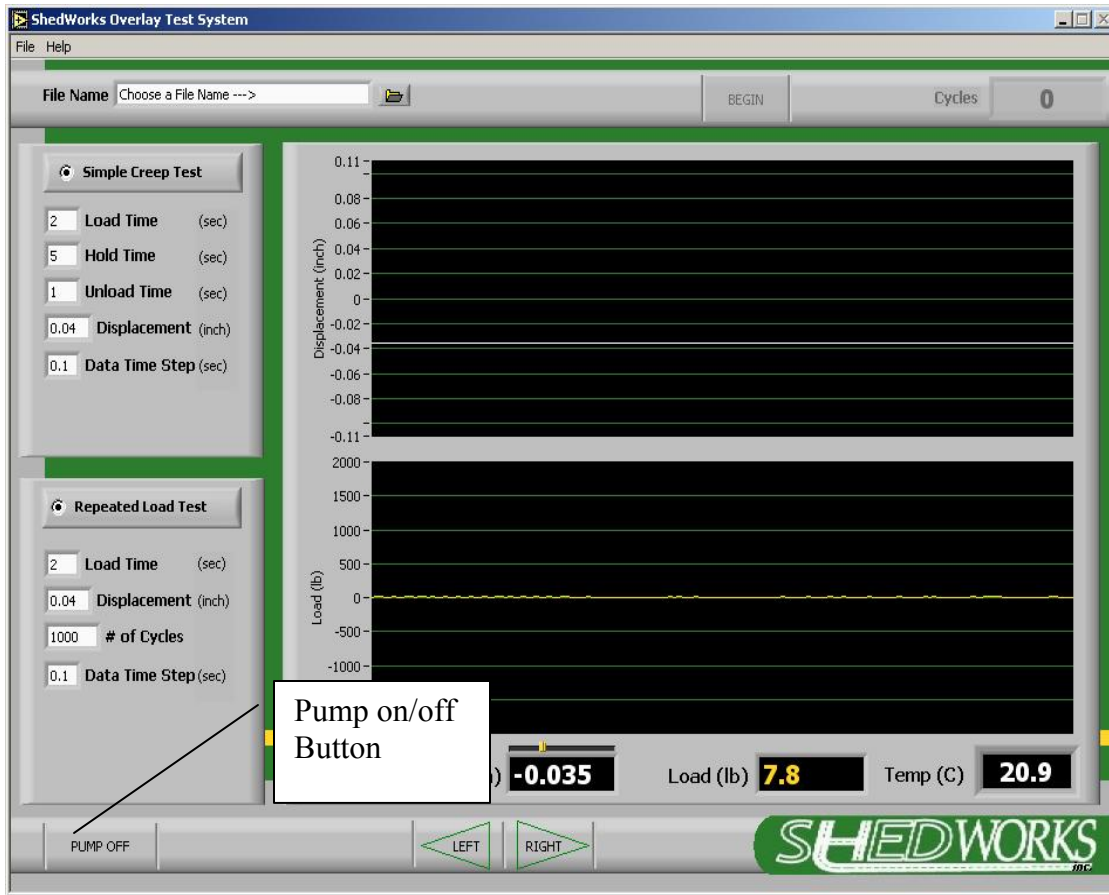 ShedWorks Overlay Test System
File Help
File Name Choose a File Name --->
BEGIN
Cycles 0
Simple Creep Test
2 Load Time (sec)
5 Hold Time (sec)
1 Unload Time (sec)
0.04 Displacement (inch)
0.1 Data Time Step (sec)
Repeated Load Test
2 Load Time (sec)
0.04 Displacement (inch)
1000 # of Cycles
0.1 Data Time Step (sec)
Displacement (inch)
0.11
0.08
0.06
0.04
0.02
0
-0.02
-0.04
-0.06
-0.08
-0.11
Load (lb)
2000
1500
1000
500
0
-500
-1000
Pump on/off
Button
) -0.035
Load (lb) 7.8
Temp (C) 20.9
PUMP OFF
LEFT
RIGHT
SHEDWORKS
inc.